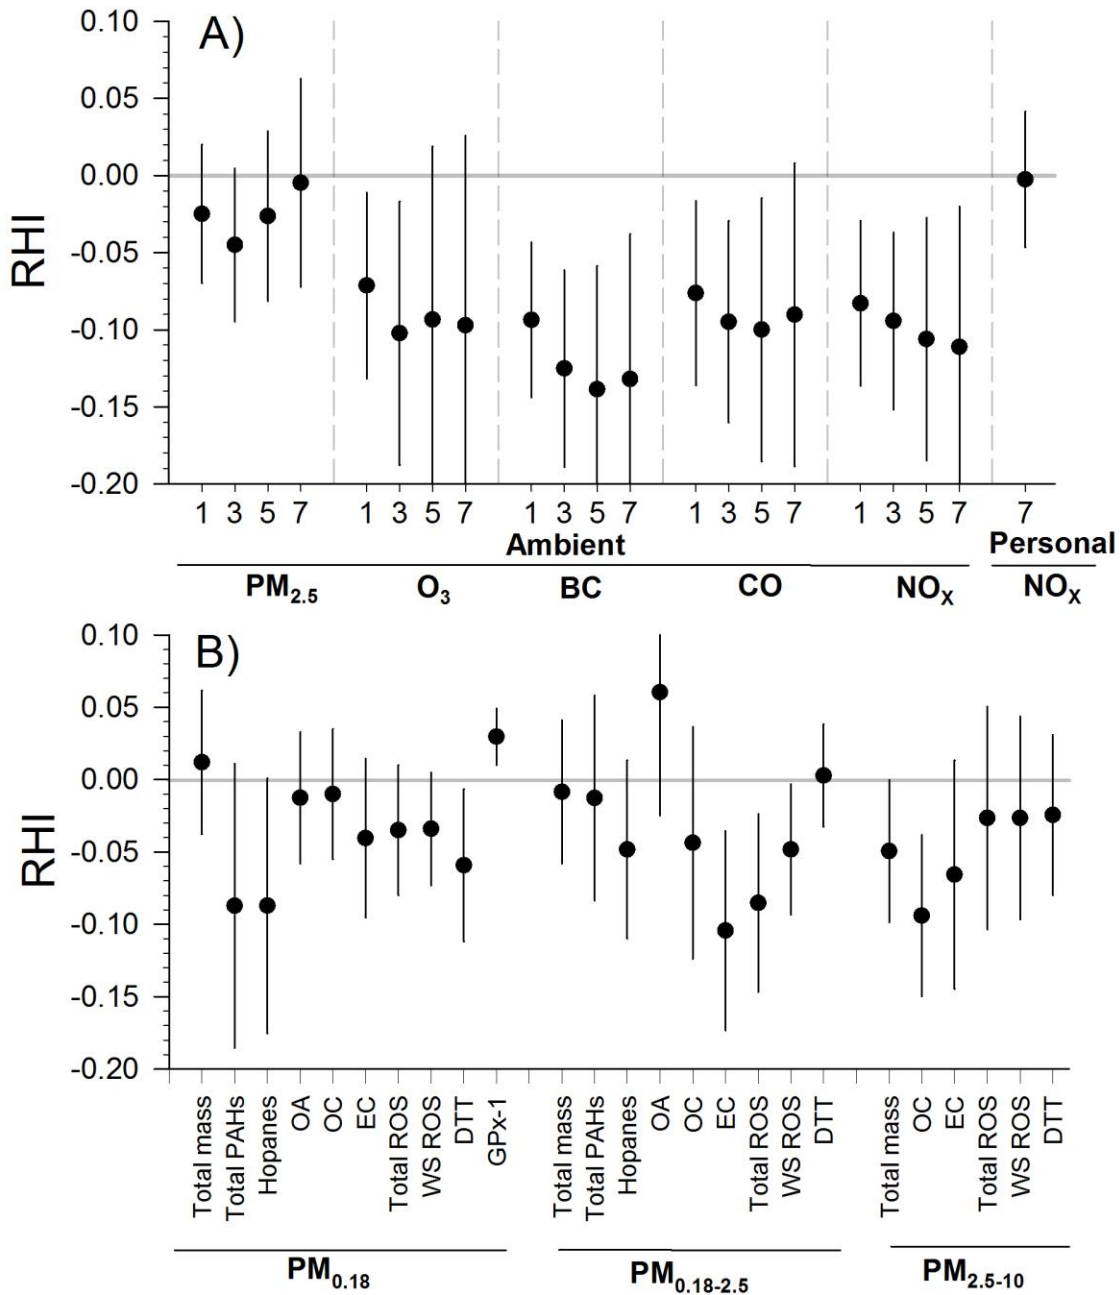 A)
RHI
0.10
0.05
0.00
-0.05
-0.10
-0.15
-0.20
1 3 5 7 1 3 5 7 1 3 5 7 1 3 5 7 1 3 5 7 7
Ambient Personal
PM2.5 O3 BC CO NOX NOX
B)
RHI
0.10
0.05
0.00
-0.05
-0.10
-0.15
-0.20
Total mass
Total PAHs
Hopanes
OA
OC
EC
Total ROS
WS ROS
DTT
GPx-1
Total mass
Total PAHs
Hopanes
OA
OC
EC
Total ROS
WS ROS
DTT
Total mass
OC
EC
Total ROS
WS ROS
DTT
PM0.18 PM0.18-2.5 PM2.5-10